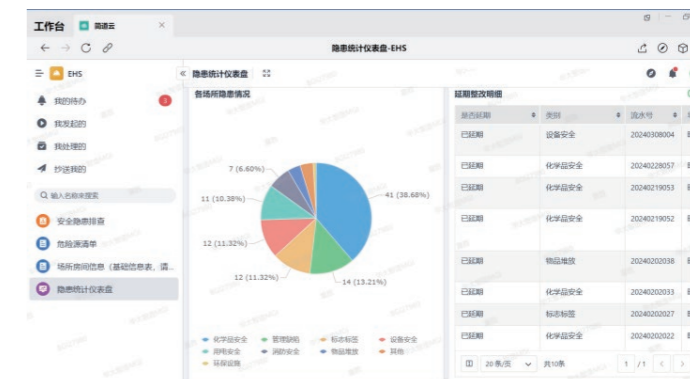 工作台 简道云 ×
隐患统计仪表盘-EHS
EHS
我的待办 3
我发起的
我处理的
抄送我的
输入名称来搜索
安全隐患排查
危险源清单
场所房间信息（基础信息表，请...
隐患统计仪表盘
隐患统计仪表盘
各场所隐患情况
7 (6.60%)
11 (10.38%)
12 (11.32%)
12 (11.32%)
41 (38.68%)
14 (13.21%)
化学品安全 管理缺陷 标志标签 设备安全
用电安全 消防安全 物品堆放 其他
环保设施
延期整改明细
是否延期 类别 流水号
已延期 设备安全 20240308004
已延期 化学品安全 20240228057
已延期 化学品安全 20240219053
已延期 化学品安全 20240219052
已延期 物品堆放 20240202038
已延期 化学品安全 20240202033
已延期 标志标签 20240202027
已延期 化学品安全 20240202022
20 条/页 共10条 1 /1